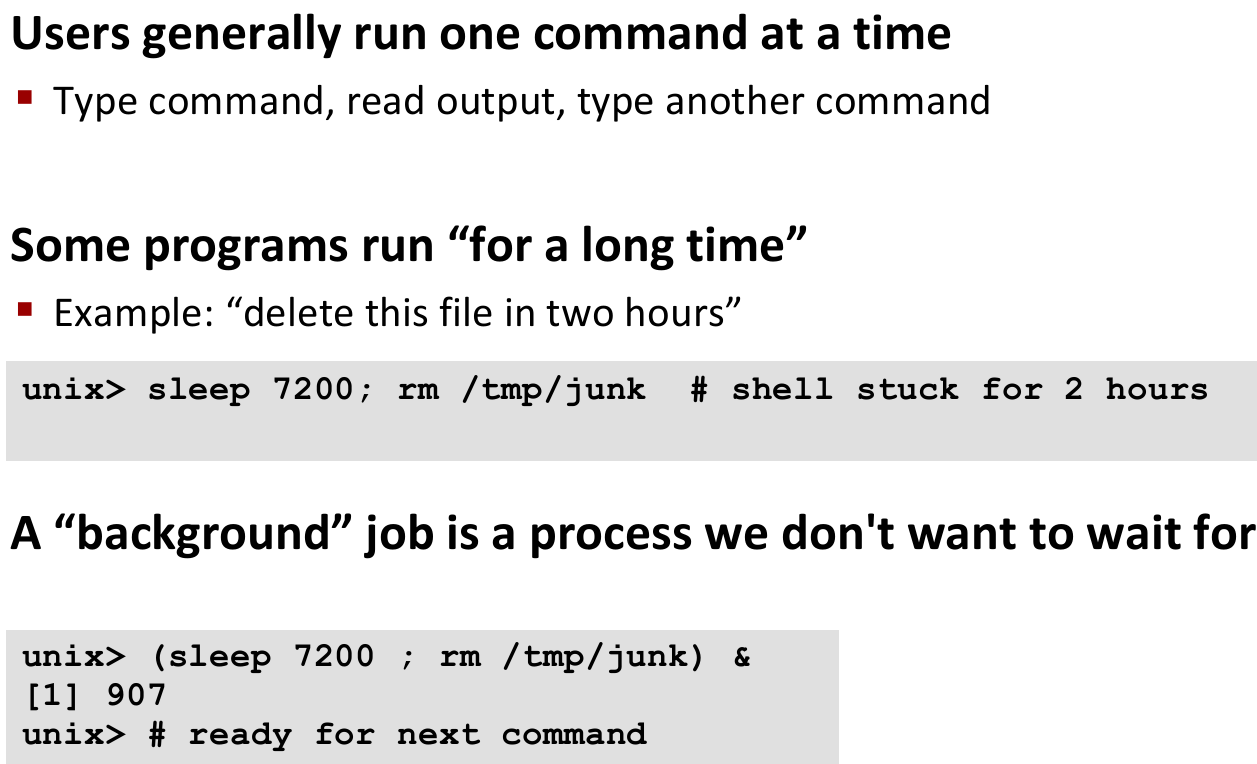 Users generally run one command at a time
▪ Type command, read output, type another command
Some programs run “for a long time”
▪ Example: “delete this file in two hours”
unix> sleep 7200; rm /tmp/junk  # shell stuck for 2 hours
A “background” job is a process we don't want to wait for
unix> (sleep 7200 ; rm /tmp/junk) &
[1] 907
unix> # ready for next command